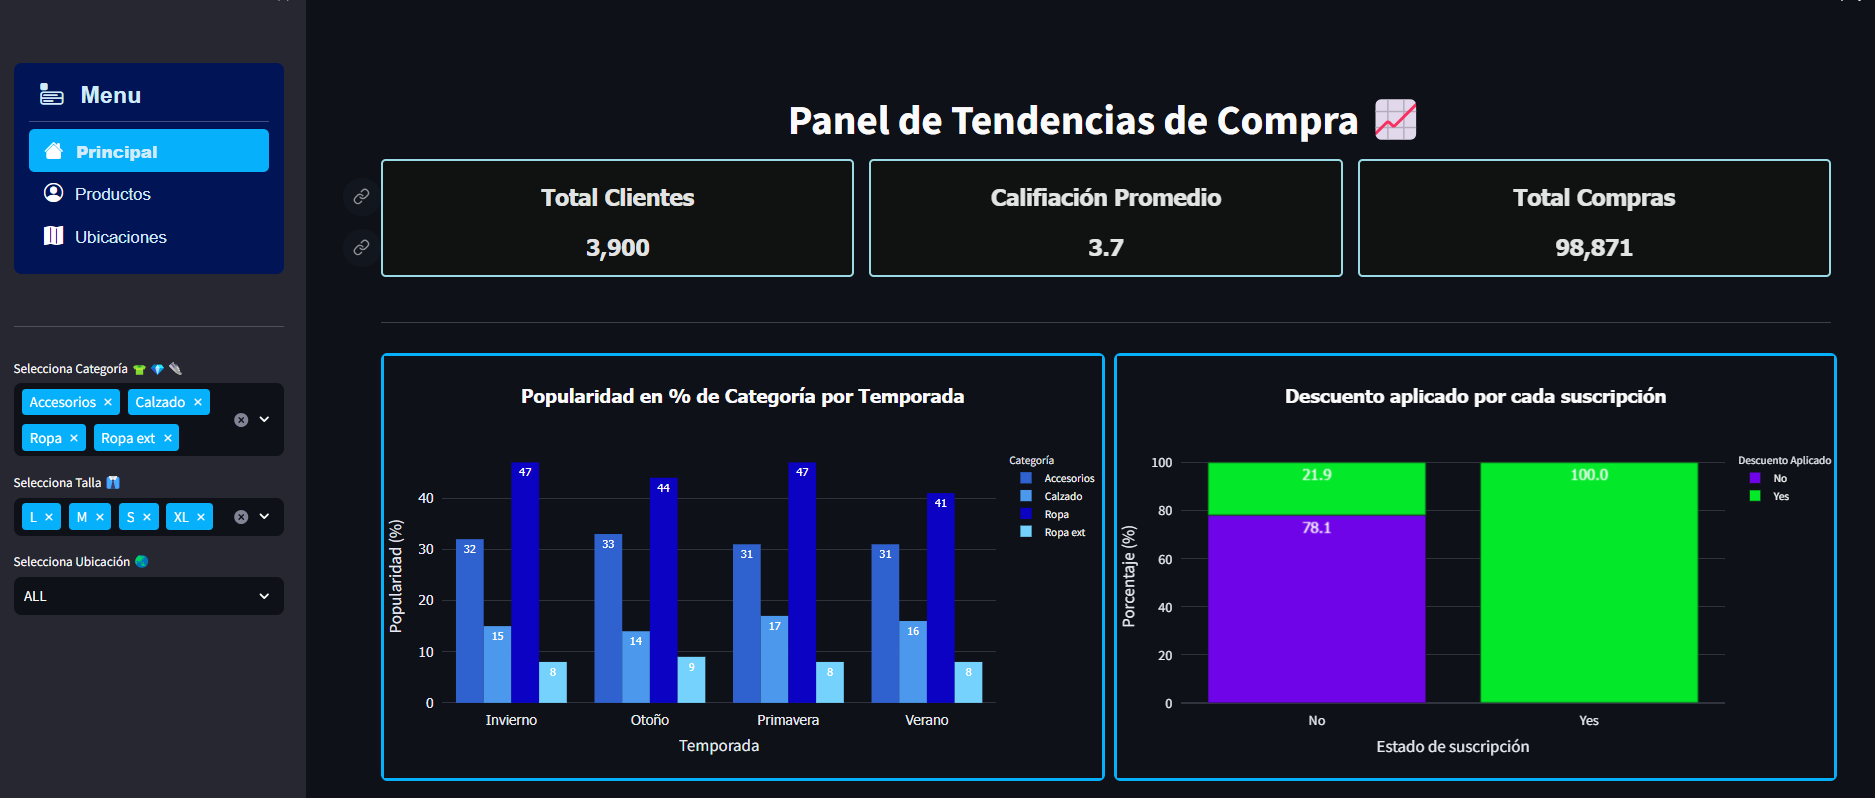 Menu
Principal
Productos
Ubicaciones
Selecciona Categoría
Accesorios × Calzado ×
Ropa × Ropa ext ×
Selecciona Talla
L × M × S × XL ×
Selecciona Ubicación
ALL
Panel de Tendencias de Compra
Total Clientes
3,900
Califiación Promedio
3.7
Total Compras
98,871
Popularidad en % de Categoría por Temporada
Popularidad (%)
40
30
20
10
0
32 15 47 8
33 14 44 9
31 17 47 8
31 16 41 8
Invierno Otoño Primavera Verano
Temporada
Categoría
Accesorios
Calzado
Ropa
Ropa ext
Descuento aplicado por cada suscripción
Porcentaje (%)
100
80
60
40
20
0
21.9
78.1
100.0
No Yes
Estado de suscripción
Descuento Aplicado
No
Yes